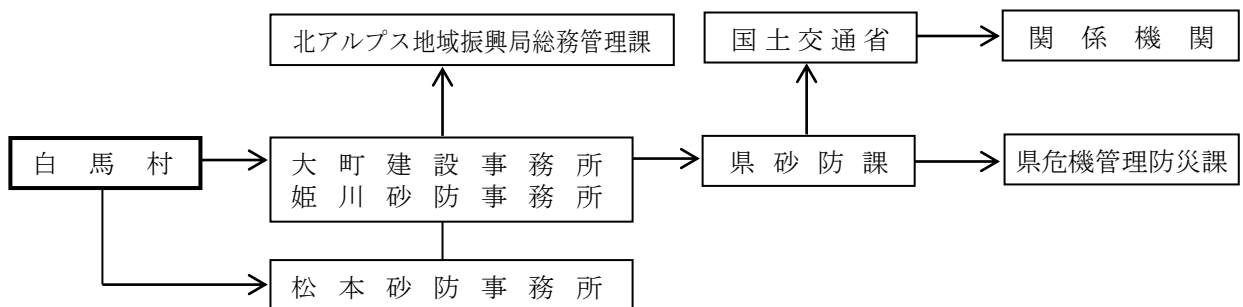 北アルプス地域振興局総務管理課
国土交通省
関係機関
白馬村
大町建設事務所
姫川砂防事務所
県砂防課
県危機管理防災課
松本砂防事務所